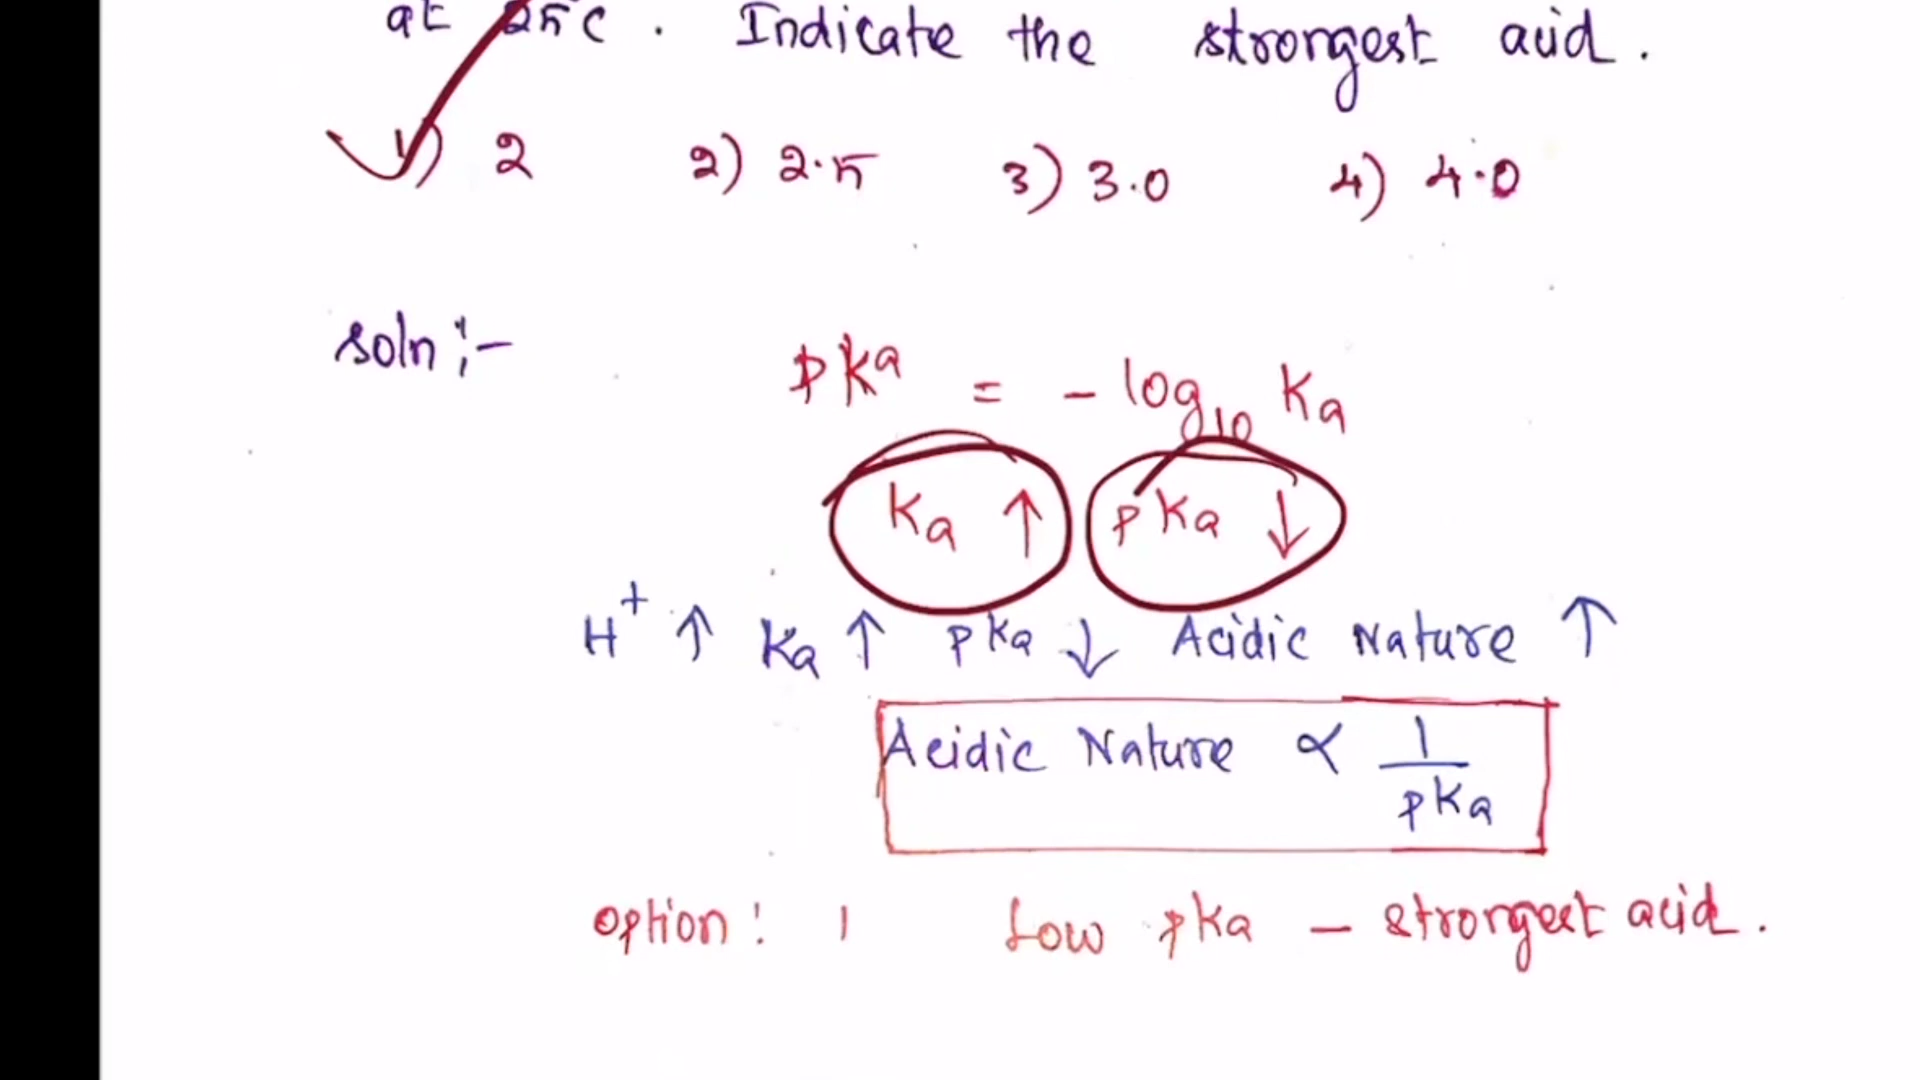 at 25°C. Indicate the strongest acid.
1) 2 2) 2.5 3) 3.0 4) 4.0
soln :-
pKa = - log10 Ka
Ka ↑ pKa ↓
H+ ↑ Ka ↑ pKa ↓ Acidic Nature ↑
Acidic Nature ∝ 1/pKa
option : 1 Low pKa - strongest acid.